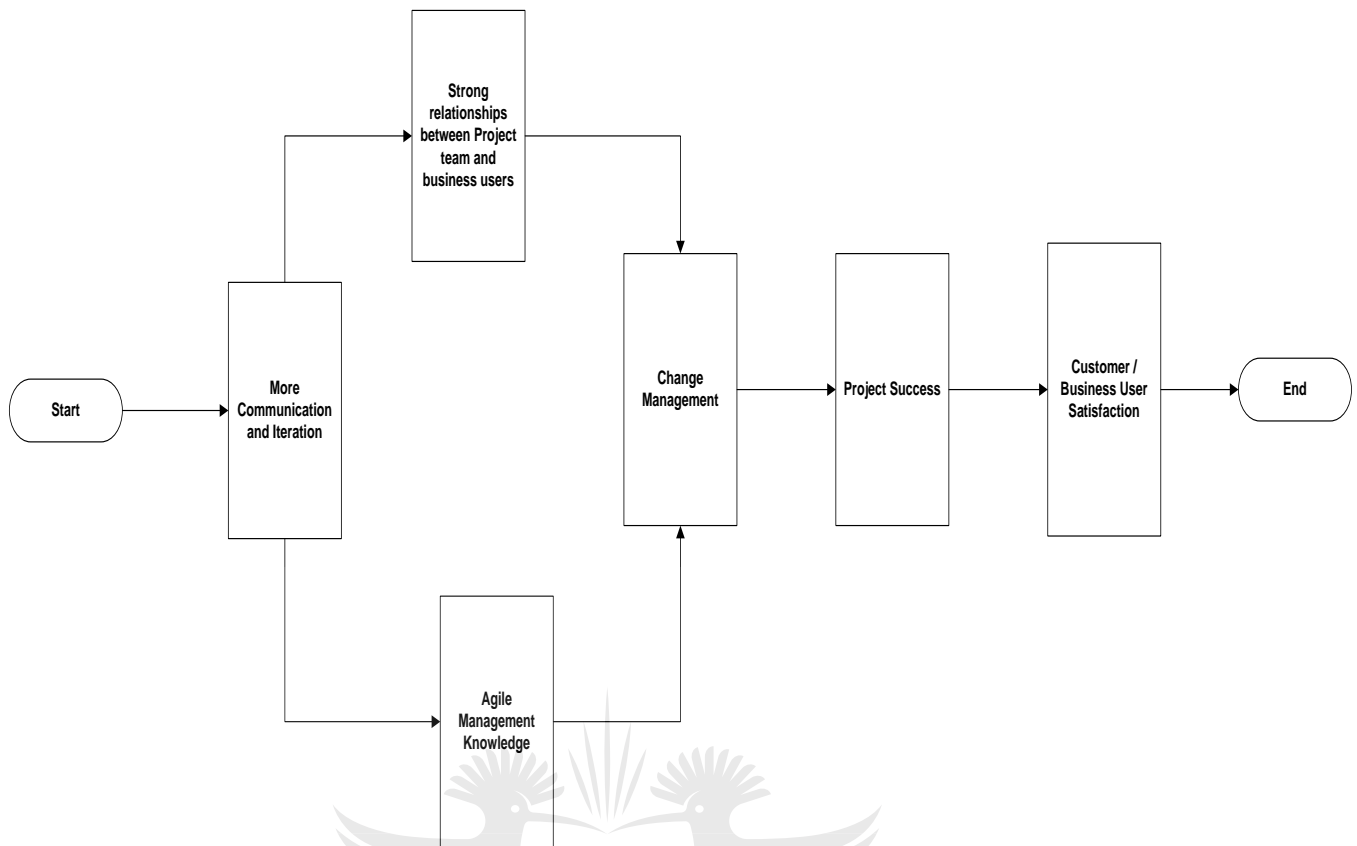 Strong
relationships
between Project
team and
business users
Start
More
Communication
and Iteration
Change
Management
Project Success
Customer /
Business User
Satisfaction
End
Agile
Management
Knowledge